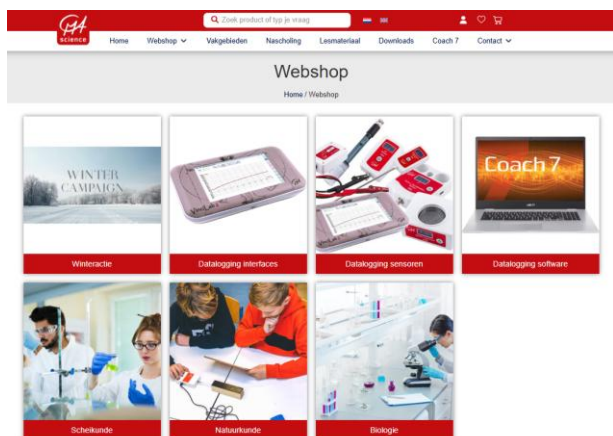 CMA
science
Zoek product of typ je vraag
Home
Webshop
Vakgebieden
Nascholing
Lesmateriaal
Downloads
Coach 7
Contact
Webshop
Home / Webshop
WINTER
CAMPAIGN
Coach 7
Winteractie
Datalogging interfaces
Datalogging sensoren
Datalogging software
Scheikunde
Natuurkunde
Biologie